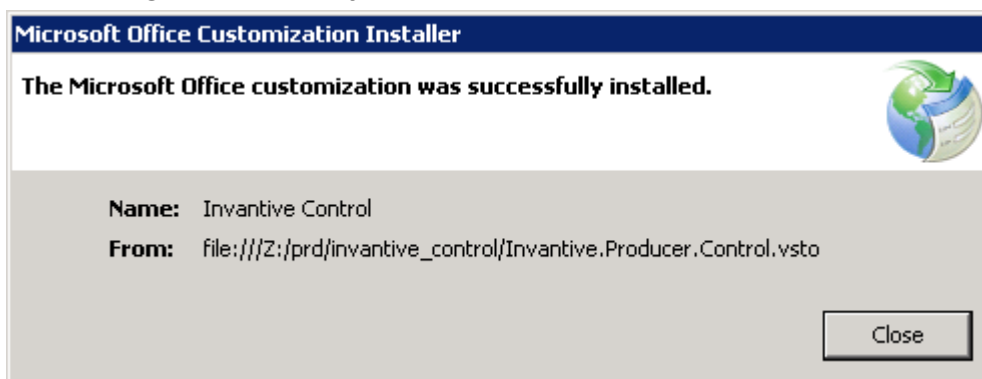 Microsoft Office Customization Installer
The Microsoft Office customization was successfully installed.
Name: Invantive Control
From: file:///Z:/prd/invantive_control/Invantive.Producer.Control.vsto
Close